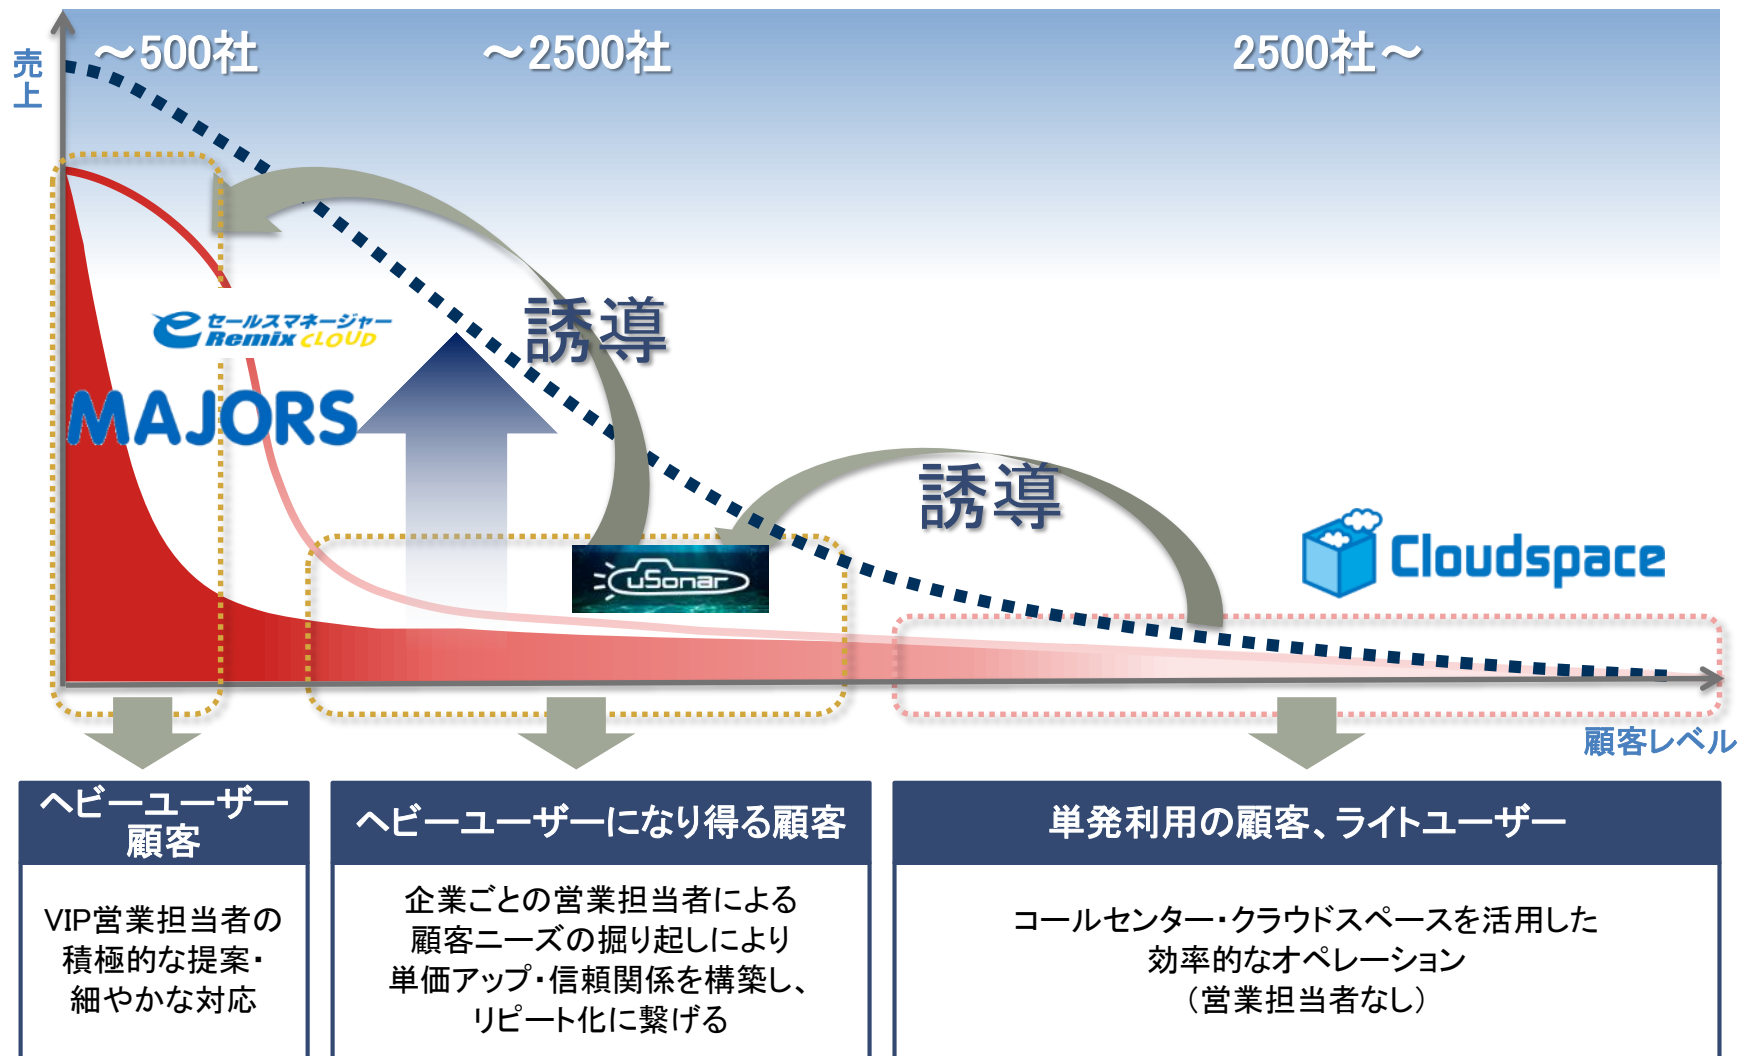 ~500社
~2500社
2500社~
売上
セールスマネージャー
Remix CLOUD
MAJORS
誘導
誘導
uSonar
Cloudspace
顧客レベル
ヘビーユーザー
顧客
VIP営業担当者の
積極的な提案・
細やかな対応
ヘビーユーザーになり得る顧客
企業ごとの営業担当者による
顧客ニーズの掘り起しにより
単価アップ・信頼関係を構築し、
リピート化に繋げる
単発利用の顧客、ライトユーザー
コールセンター・クラウドスペースを活用した
効率的なオペレーション
（営業担当者なし）